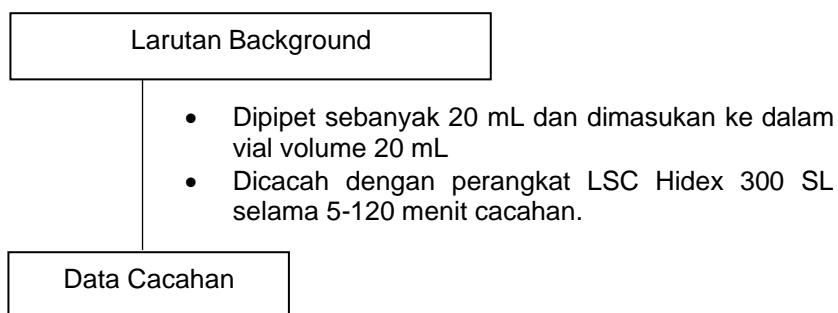 Larutan Background
• Dipipet sebanyak 20 mL dan dimasukan ke dalam
vial volume 20 mL
• Dicacah dengan perangkat LSC Hidex 300 SL
selama 5-120 menit cacahan.
Data Cacahan